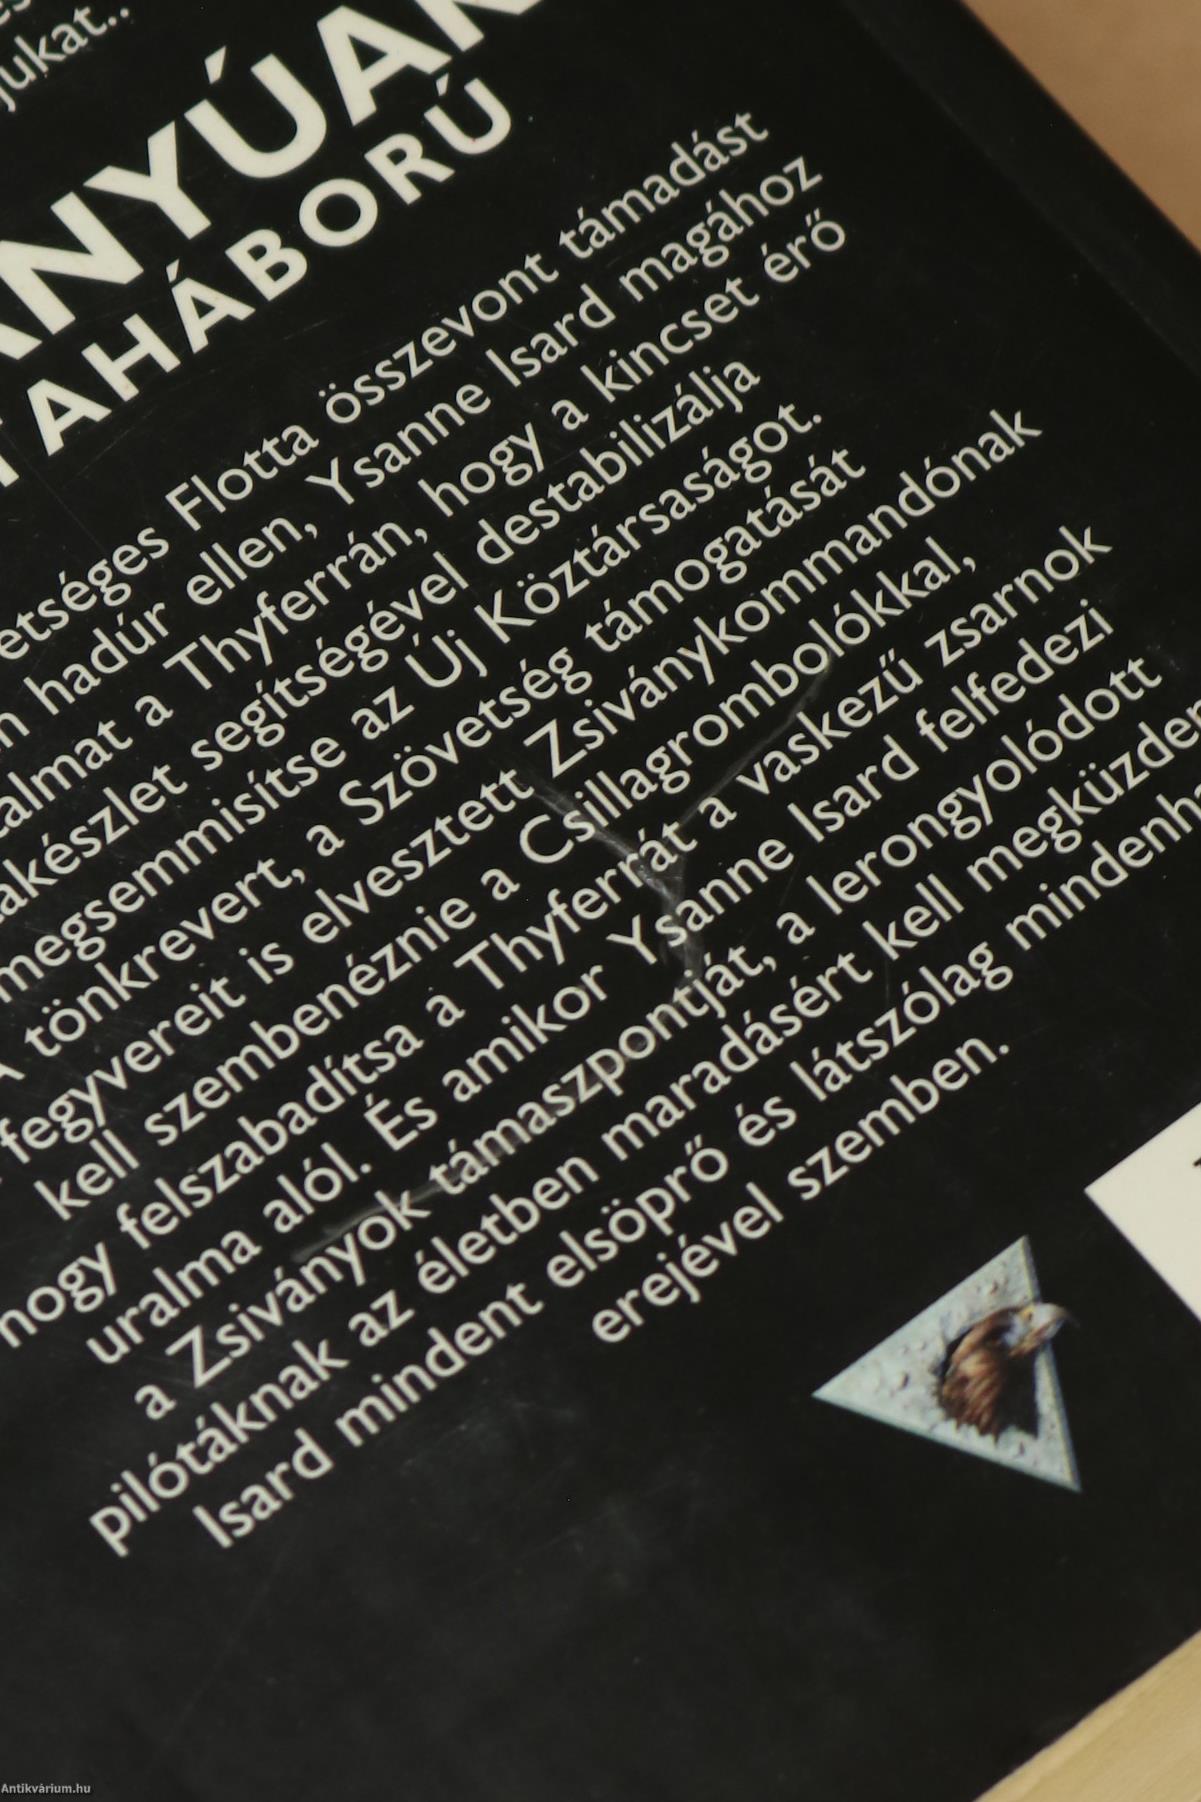 jukat..
ANYÚAN
TAHÁBORÚ
etséges Flotta összevont támadást
hadúr ellen, Ysanne Isard magához
talmat a Thyferrán, hogy a kincset érő
takészlet segítségével destabilizálja
megsemmisítse az Új Köztársaságot.
A tönkrevert, a Szövetség támogatását
fegyvereit is elvesztett Zsiványkommandónak
kell szembenéznie a Csillagrombolókkal,
hogy felszabadítsa a Thyferrát a vaskezű zsarnok
uralma alól. És amikor Ysanne Isard felfedezi
a Zsiványok támaszpontját, a lerongyolódott
pilótáknak az életben maradásért kell megküzden
Isard mindent elsöprő és látszólag mindenha
erejével szemben.
Antikvárium.hu